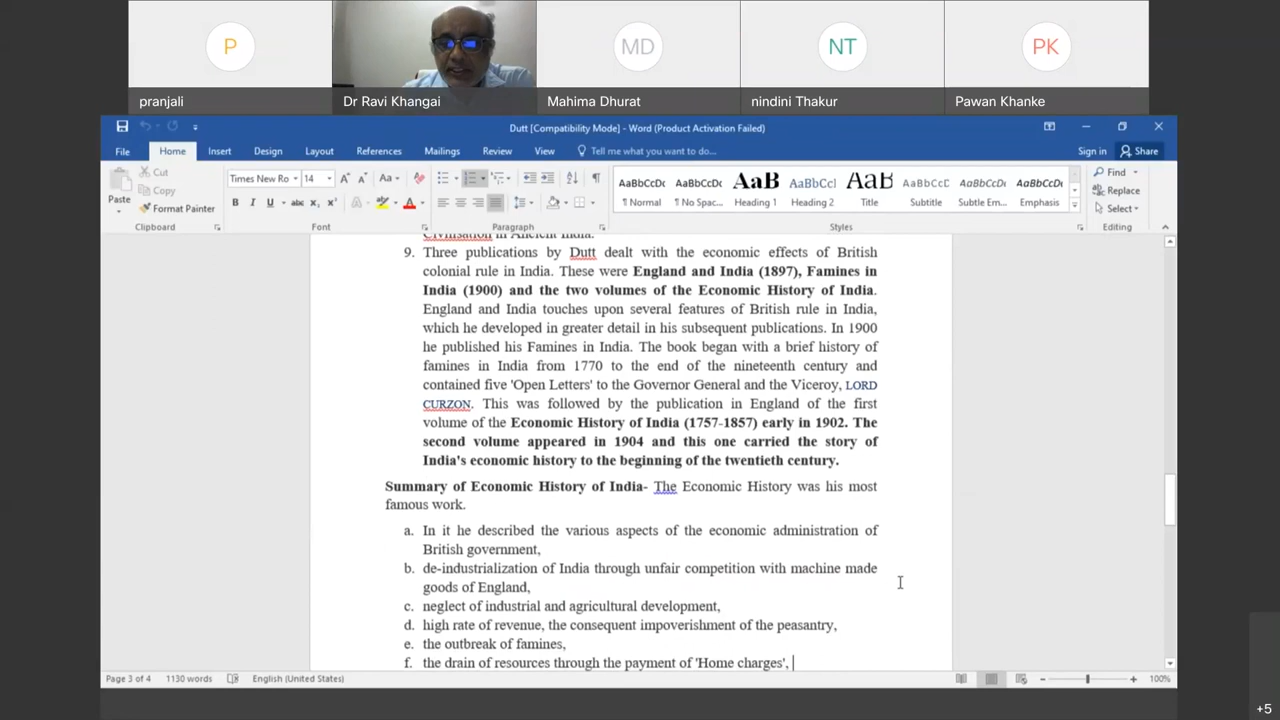 P
MD
NT
PK
pranjali
Dr Ravi Khangai
Mahima Dhurat
nindini Thakur
Pawan Khanke
Dutt [Compatibility Mode] - Word (Product Activation Failed)
File Home Insert Design Layout References Mailings Review View Tell me what you want to do... Sign in Share
Paste
Cut
Copy
Format Painter
Clipboard
Times New Ro 14
Font
Paragraph
AaBbCcDc AaBbCcDc AaB AaBbCcl AaB AaBbCcDc AaBbCcDc AaBbCcDc
¶ Normal ¶ No Spac... Heading 1 Heading 2 Title Subtitle Subtle Em... Emphasis
Styles
Find
Replace
Select
Editing
Civilisation in Ancient India.
9. Three publications by Dutt dealt with the economic effects of British
colonial rule in India. These were England and India (1897), Famines in
India (1900) and the two volumes of the Economic History of India.
England and India touches upon several features of British rule in India,
which he developed in greater detail in his subsequent publications. In 1900
he published his Famines in India. The book began with a brief history of
famines in India from 1770 to the end of the nineteenth century and
contained five 'Open Letters' to the Governor General and the Viceroy, LORD
CURZON. This was followed by the publication in England of the first
volume of the Economic History of India (1757-1857) early in 1902. The
second volume appeared in 1904 and this one carried the story of
India's economic history to the beginning of the twentieth century.
Summary of Economic History of India- The Economic History was his most
famous work.
a. In it he described the various aspects of the economic administration of
British government,
b. de-industrialization of India through unfair competition with machine made
goods of England,
c. neglect of industrial and agricultural development,
d. high rate of revenue, the consequent impoverishment of the peasantry,
e. the outbreak of famines,
f. the drain of resources through the payment of 'Home charges',
Page 3 of 4 1130 words English (United States) 100%
+5